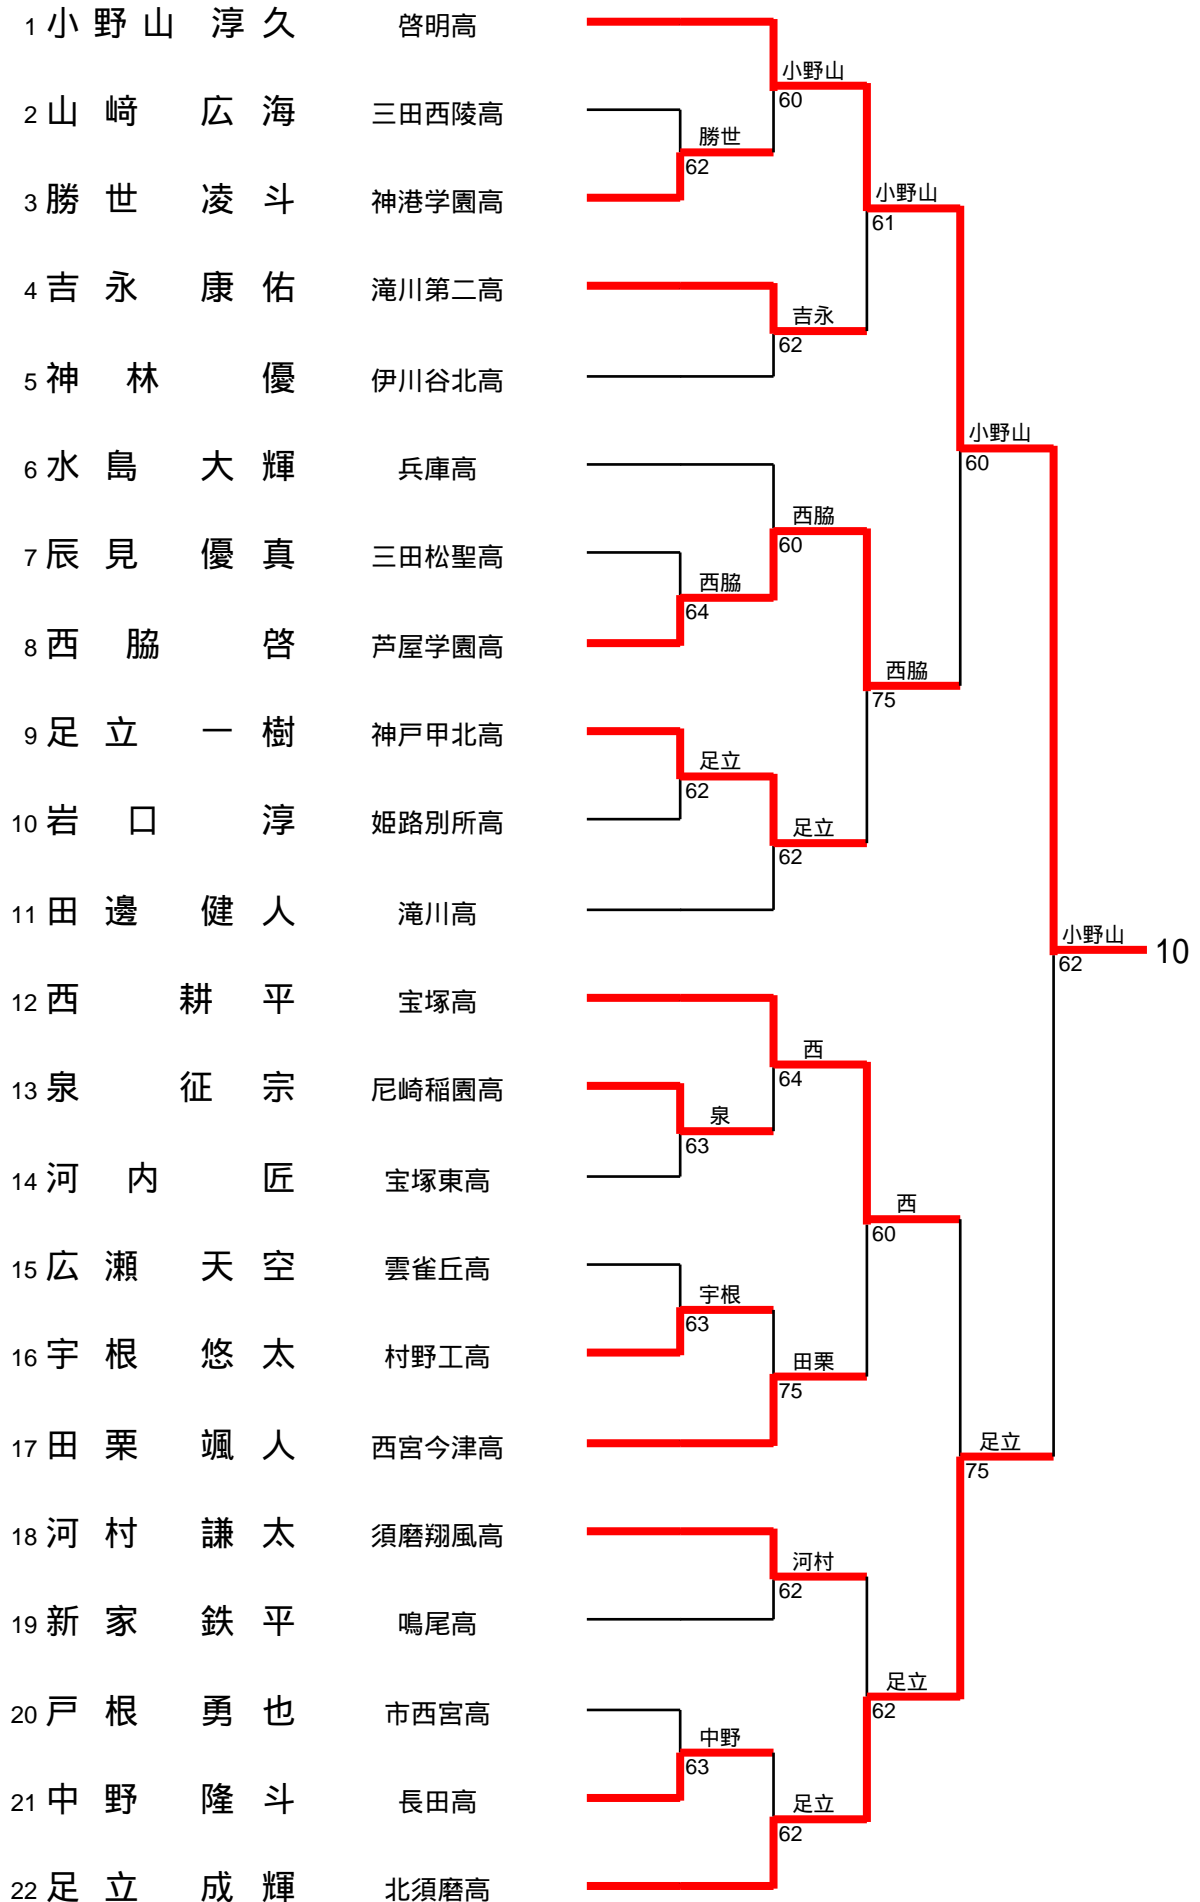 1 小野山 淳久 啓明高
小野山
60
2 山﨑 広海 三田西陵高
勝世
62
3 勝世 凌斗 神港学園高
小野山
61
4 吉永 康佑 滝川第二高
吉永
62
5 神林 優 伊川谷北高
小野山
60
6 水島 大輝 兵庫高
西脇
60
7 辰見 優真 三田松聖高
西脇
64
8 西脇 啓 芦屋学園高
西脇
75
9 足立 一樹 神戸甲北高
足立
62
10 岩口 淳 姫路別所高
足立
62
11 田邊 健人 滝川高
小野山
62
10
12 西 耕平 宝塚高
西
64
13 泉 征宗 尼崎稲園高
泉
63
14 河内 匠 宝塚東高
西
60
15 広瀬 天空 雲雀丘高
宇根
63
16 宇根 悠太 村野工高
田栗
75
17 田栗 颯人 西宮今津高
足立
75
18 河村 謙太 須磨翔風高
河村
62
19 新家 鉄平 鳴尾高
足立
62
20 戸根 勇也 市西宮高
中野
63
21 中野 隆斗 長田高
足立
62
22 足立 成輝 北須磨高